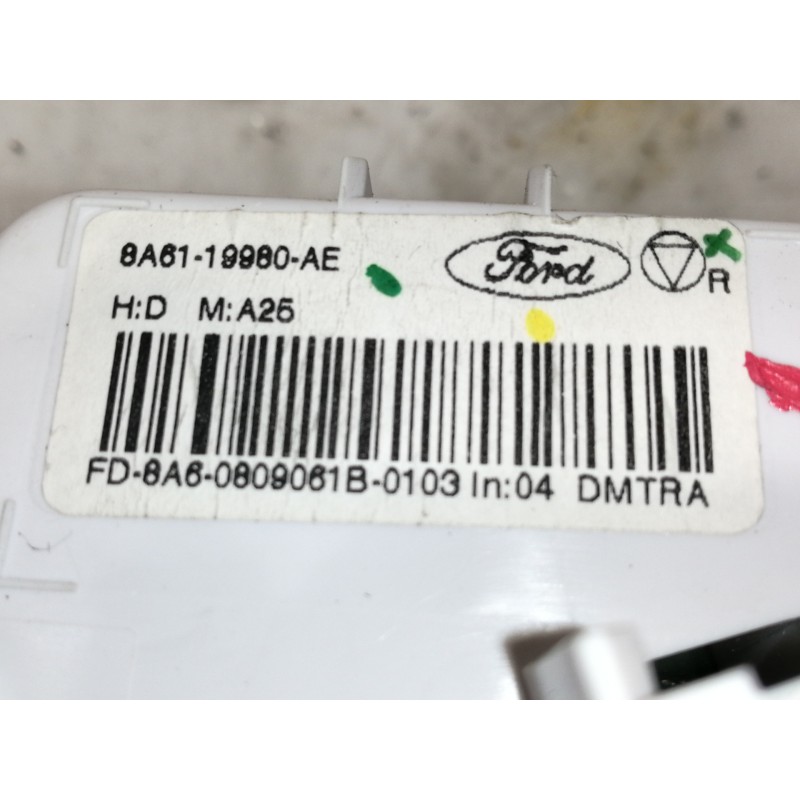 8A61-19980-AE
Ford
R
H:D M:A25
FD-8A6-0809061B-0103 In:04 DMTRA